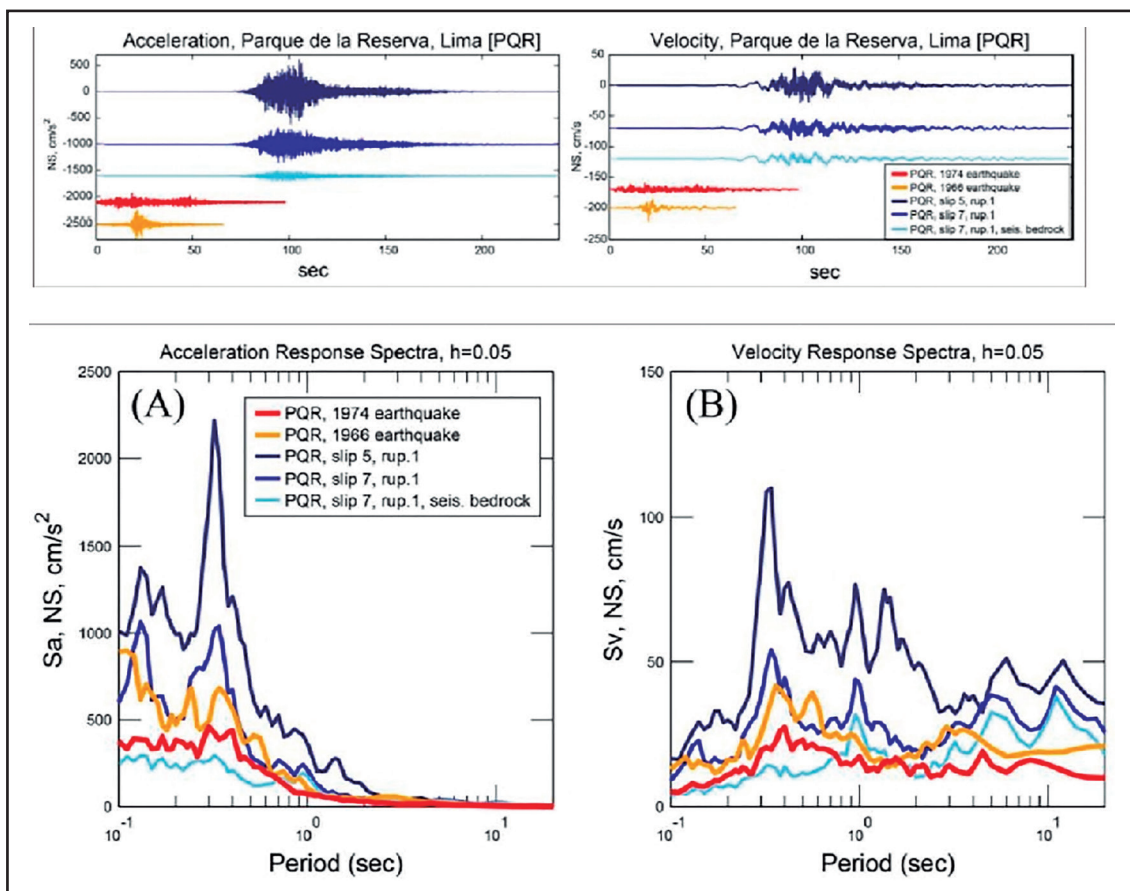 Acceleration, Parque de la Reserva, Lima [PQR]
NS, cm/s²
500
0
-500
-1000
-1500
-2000
-2500
0
50
100
150
200
sec
Velocity, Parque de la Reserva, Lima [PQR]
NS, cm/s
50
0
-50
-100
-150
-200
-250
PQR, 1974 earthquake
PQR, 1966 earthquake
PQR, slip 5, rup.1
PQR, slip 7, rup.1
PQR, slip 7, rup.1, seis. bedrock
0
50
100
150
200
sec
Acceleration Response Spectra, h=0.05
(A)
Sa, NS, cm/s²
2500
2000
1500
1000
500
0
PQR, 1974 earthquake
PQR, 1966 earthquake
PQR, slip 5, rup.1
PQR, slip 7, rup.1
PQR, slip 7, rup.1, seis. bedrock
10⁻¹
10⁰
10¹
Period (sec)
Velocity Response Spectra, h=0.05
(B)
Sv, NS, cm/s
150
100
50
0
10⁻¹
10⁰
10¹
Period (sec)